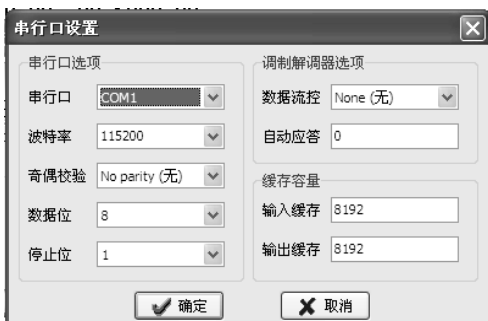 串行口设置
串行口选项
串行口 COM1
波特率 115200
奇偶校验 No parity (无)
数据位 8
停止位 1
调制解调器选项
数据流控 None (无)
自动应答 0
缓存容量
输入缓存 8192
输出缓存 8192
确定
取消